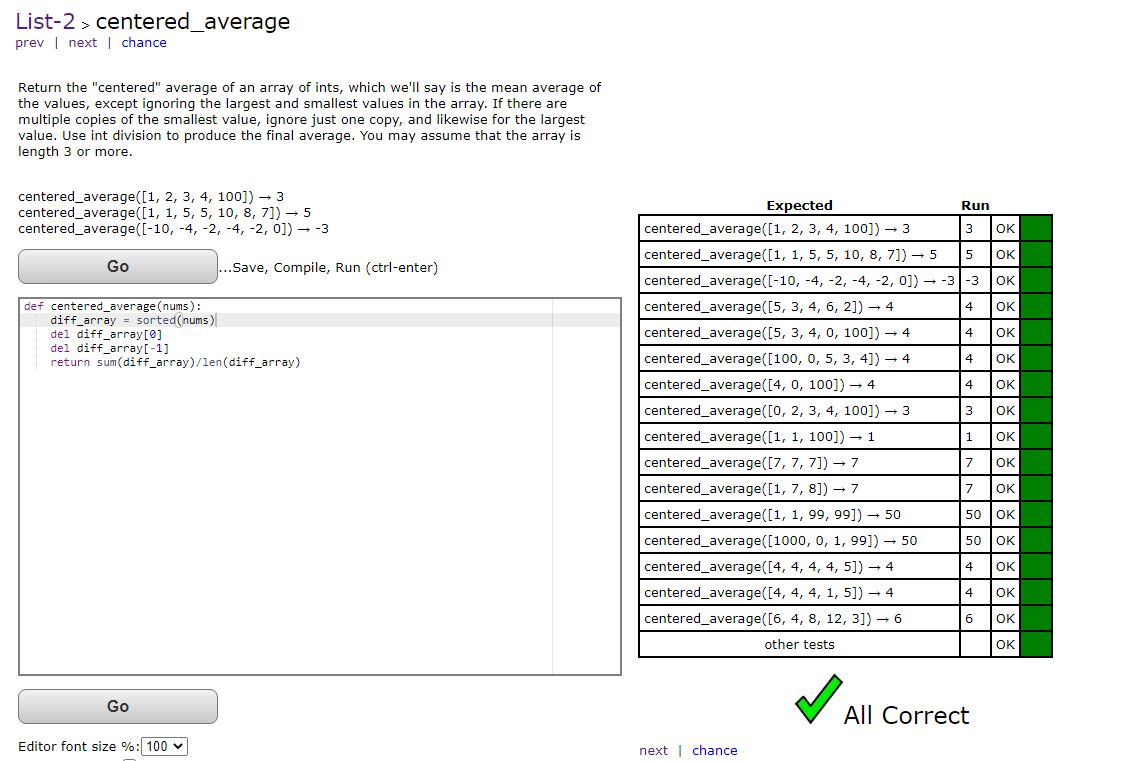 List-2 > centered_average
prev | next | chance
Return the "centered" average of an array of ints, which we'll say is the mean average of
the values, except ignoring the largest and smallest values in the array. If there are
multiple copies of the smallest value, ignore just one copy, and likewise for the largest
value. Use int division to produce the final average. You may assume that the array is
length 3 or more.
centered_average([1, 2, 3, 4, 100]) → 3
centered_average([1, 1, 5, 5, 10, 8, 7]) → 5
centered_average([-10, -4, -2, -4, -2, 0]) → -3
Go
...Save, Compile, Run (ctrl-enter)
def centered_average(nums):
    diff_array = sorted(nums)
    del diff_array[0]
    del diff_array[-1]
    return sum(diff_array)/len(diff_array)
Go
Editor font size %: 100
Expected Run
centered_average([1, 2, 3, 4, 100]) → 3 3 OK
centered_average([1, 1, 5, 5, 10, 8, 7]) → 5 5 OK
centered_average([-10, -4, -2, -4, -2, 0]) → -3 -3 OK
centered_average([5, 3, 4, 6, 2]) → 4 4 OK
centered_average([5, 3, 4, 0, 100]) → 4 4 OK
centered_average([100, 0, 5, 3, 4]) → 4 4 OK
centered_average([4, 0, 100]) → 4 4 OK
centered_average([0, 2, 3, 4, 100]) → 3 3 OK
centered_average([1, 1, 100]) → 1 1 OK
centered_average([7, 7, 7]) → 7 7 OK
centered_average([1, 7, 8]) → 7 7 OK
centered_average([1, 1, 99, 99]) → 50 50 OK
centered_average([1000, 0, 1, 99]) → 50 50 OK
centered_average([4, 4, 4, 4, 5]) → 4 4 OK
centered_average([4, 4, 4, 1, 5]) → 4 4 OK
centered_average([6, 4, 8, 12, 3]) → 6 6 OK
other tests OK
All Correct
next | chance